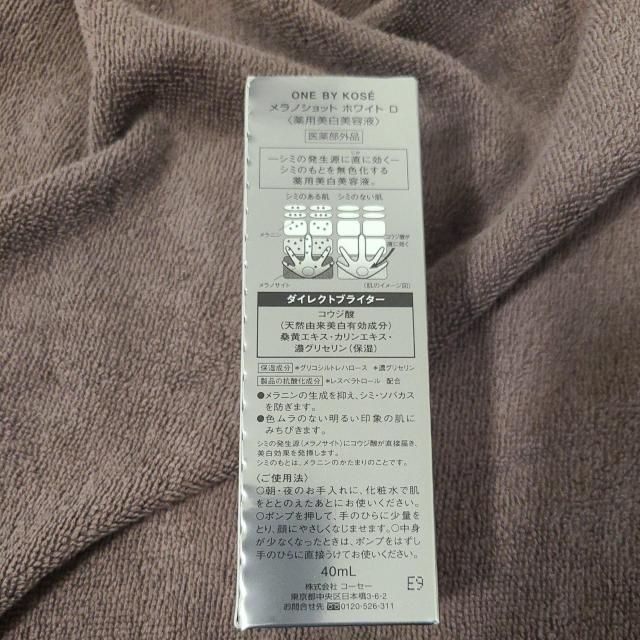 ONE BY KOSÉ
メラノショット ホワイト D
〈薬用美白美容液〉
医薬部外品
—シミの発生源に直に効く—
シミのもとを無色化する
薬用美白美容液。
シミのある肌 シミのない肌
メラニン
コウジ酸が
直に効く
メラノサイト
(肌のイメージ図)
ダイレクトブライター
コウジ酸
(天然由来美白有効成分)
桑黄エキス・カリンエキス・
濃グリセリン(保湿)
保湿成分 *グリコシルトレハロース *濃グリセリン
製品の抗酸化成分 *レスベラトロール 配合
●メラニンの生成を抑え、シミ・ソバカス
を防ぎます。
●色ムラのない明るい印象の肌に
みちびきます。
シミの発生源(メラノサイト)にコウジ酸が直接届き、
美白効果を発揮します。
シミのもとは、メラニンのかたまりのことです。
〈ご使用法〉
○朝・夜のお手入れに、化粧水で肌
をととのえたあとにお使いください。
○ポンプを押して、手のひらに少量を
とり、顔にやさしくなじませます。○中身
が少なくなったときは、ポンプをはずし
手のひらに直接うけてお使いください。
40mL
株式会社 コーセー
東京都中央区日本橋3-6-2
お問合せ先 0120-526-311
E9